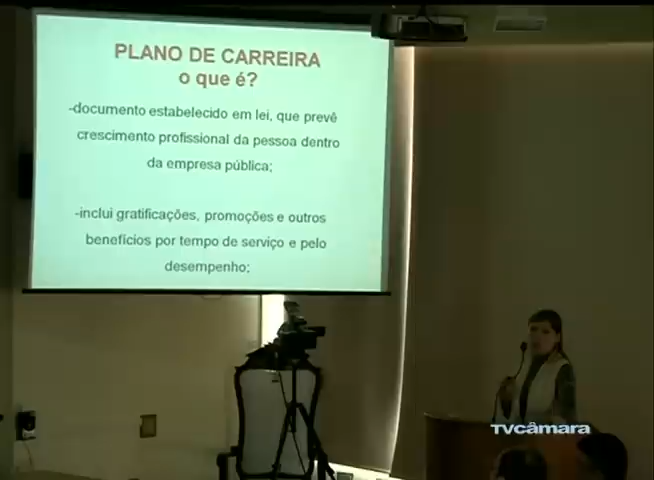 PLANO DE CARREIRA
o que é?
-documento estabelecido em lei, que prevê
crescimento profissional da pessoa dentro
da empresa pública;
-inclui gratificações, promoções e outros
benefícios por tempo de serviço e pelo
desempenho;
TVcâmara